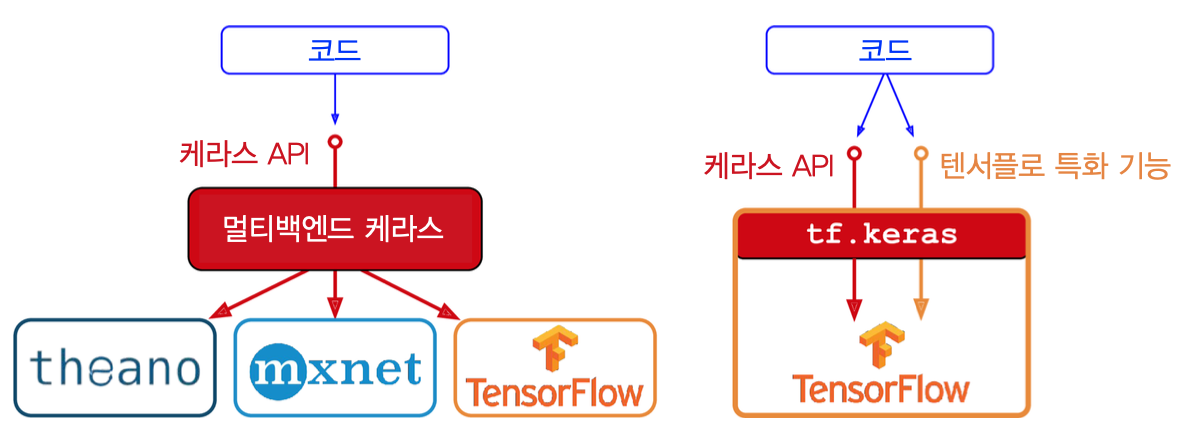 코드
케라스 API
멀티백엔드 케라스
theano
mxnet
TensorFlow
코드
케라스 API
텐서플로 특화 기능
tf.keras
TensorFlow